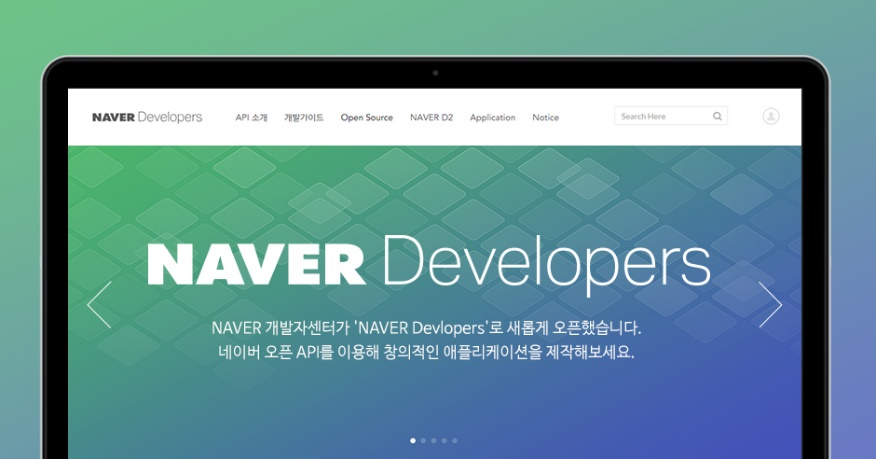 NAVER Developers API 소개 개발가이드 Open Source NAVER D2 Application Notice Search Here
NAVER Developers
NAVER 개발자센터가 'NAVER Devlopers'로 새롭게 오픈했습니다.
네이버 오픈 API를 이용해 창의적인 애플리케이션을 제작해보세요.